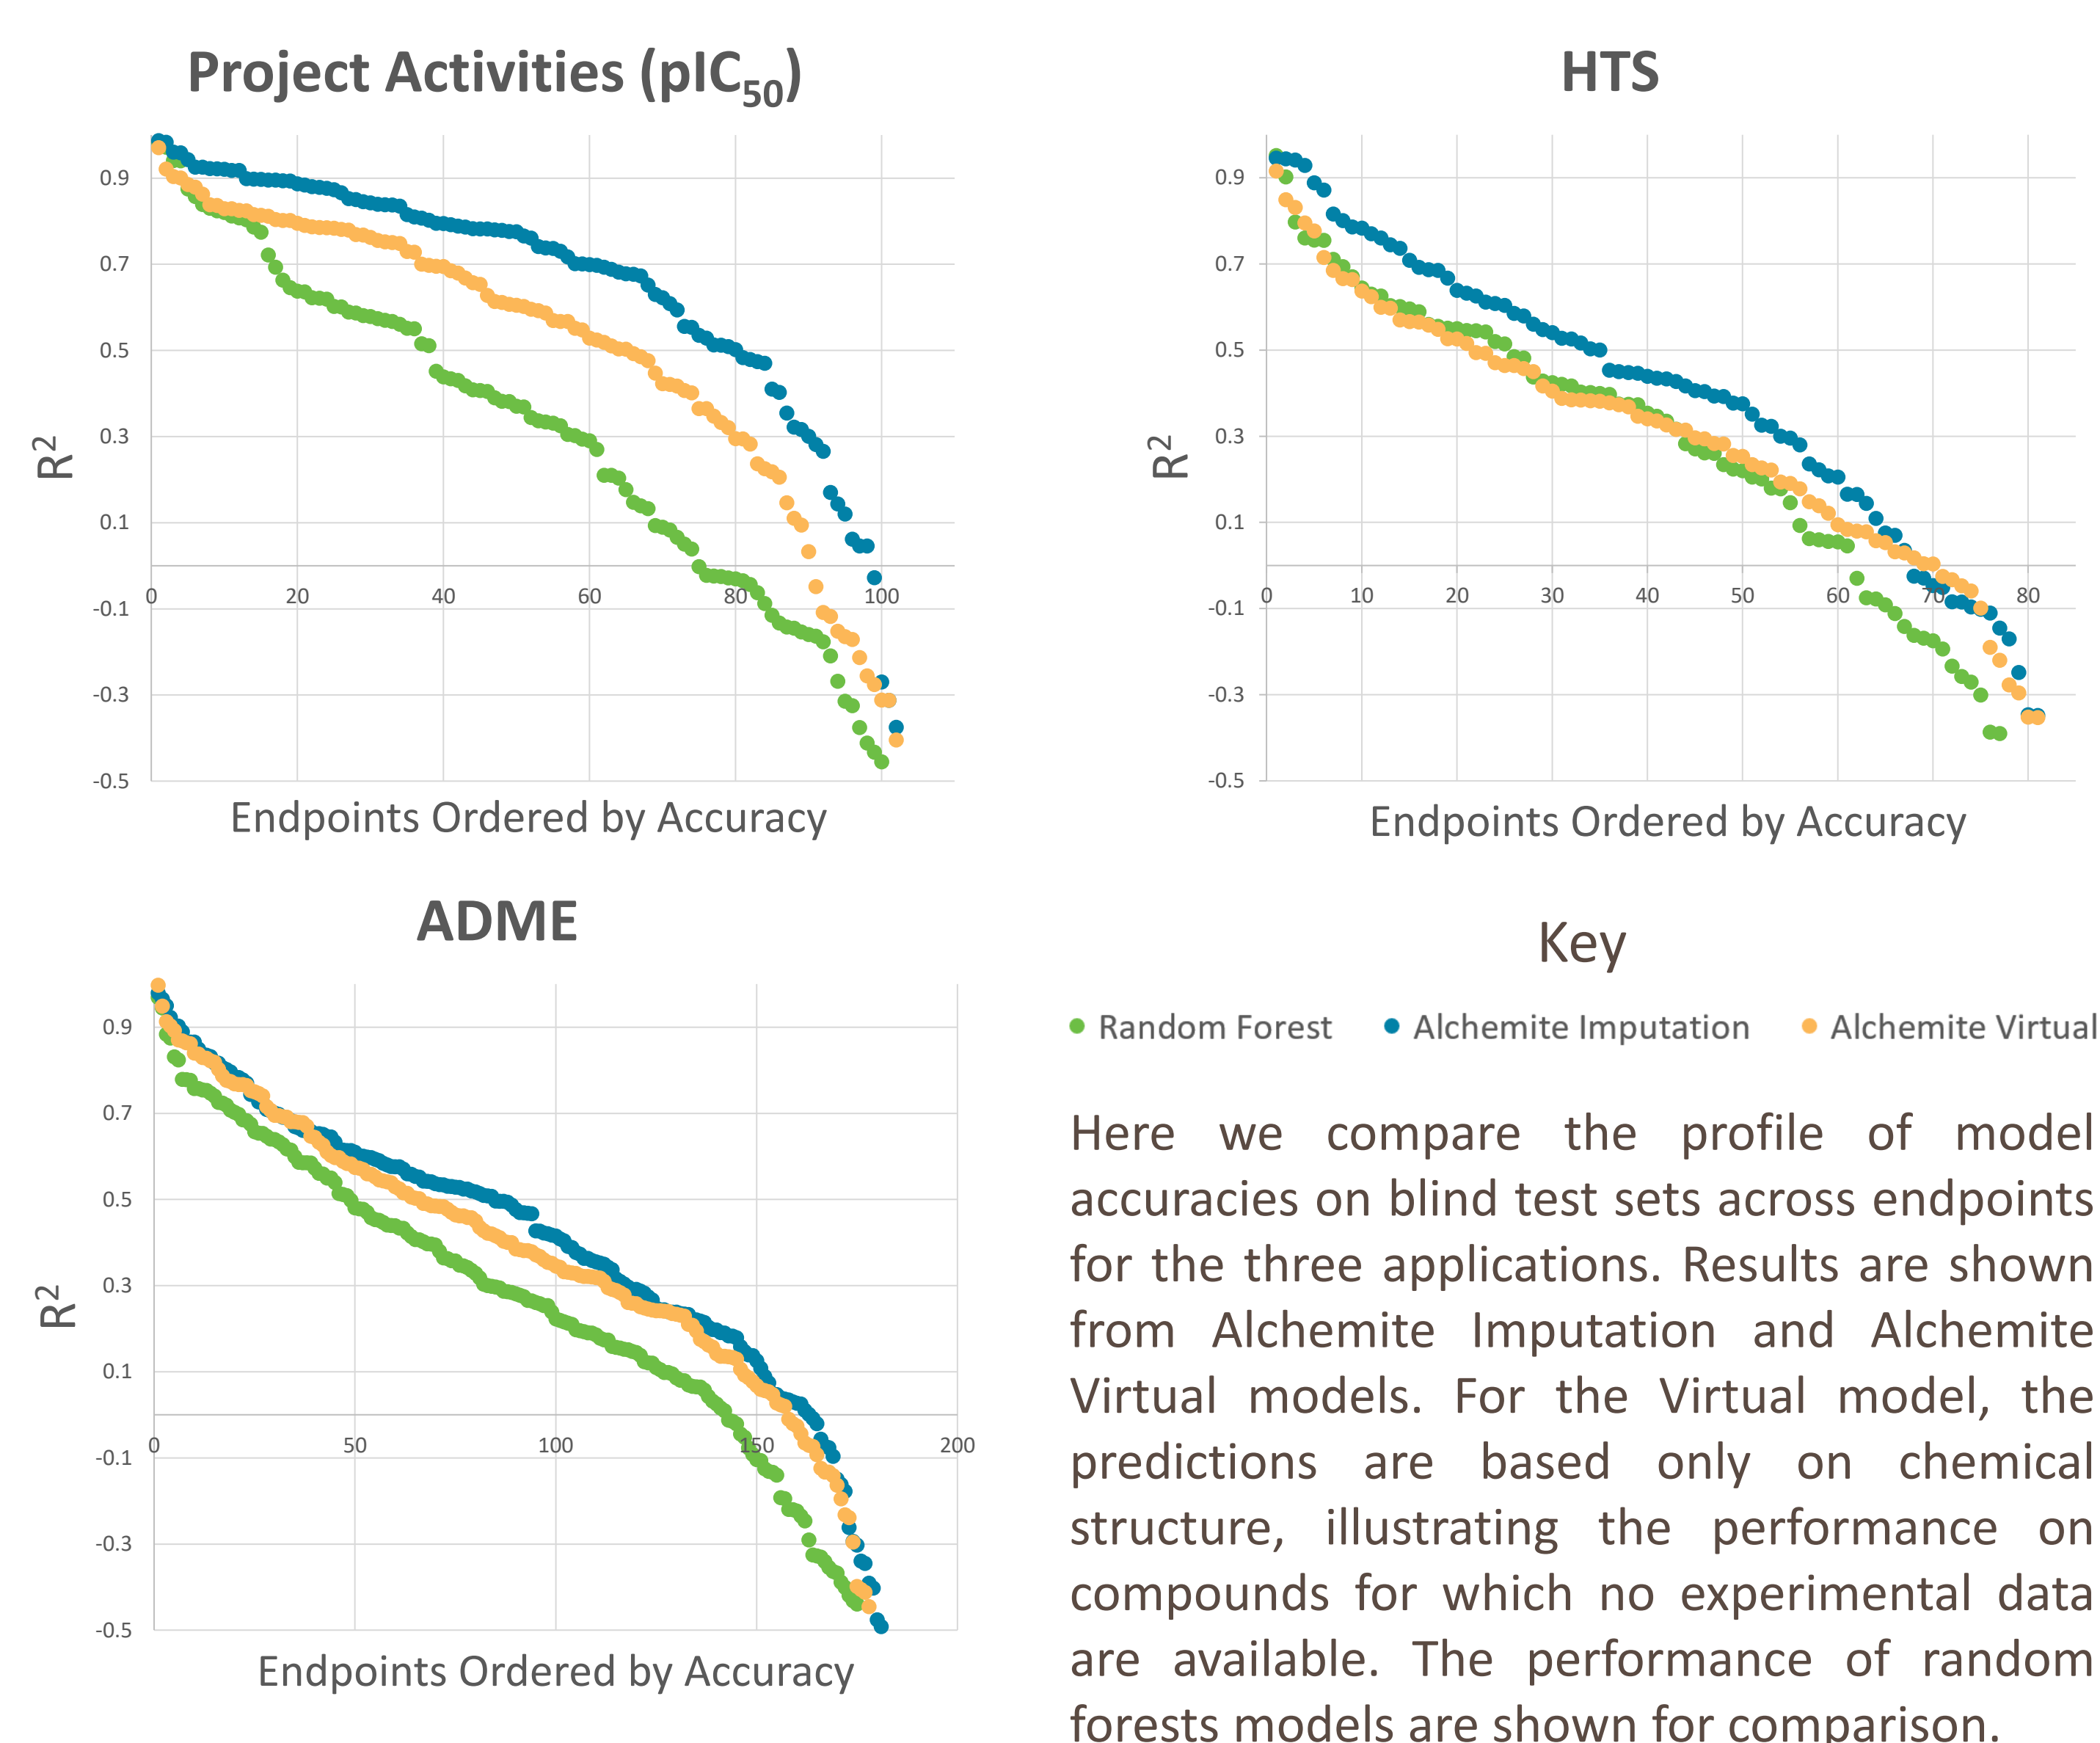 Project Activities (pIC50)
R2
0.9
0.7
0.5
0.3
0.1
-0.1
-0.3
-0.5
0 20 40 60 80 100
Endpoints Ordered by Accuracy
HTS
R2
0.9
0.7
0.5
0.3
0.1
-0.1
-0.3
-0.5
0 10 20 30 40 50 60 70 80
Endpoints Ordered by Accuracy
ADME
R2
0.9
0.7
0.5
0.3
0.1
-0.1
-0.3
-0.5
0 50 100 150 200
Endpoints Ordered by Accuracy
Key
Random Forest Alchemite Imputation Alchemite Virtual
Here we compare the profile of model
accuracies on blind test sets across endpoints
for the three applications. Results are shown
from Alchemite Imputation and Alchemite
Virtual models. For the Virtual model, the
predictions are based only on chemical
structure, illustrating the performance on
compounds for which no experimental data
are available. The performance of random
forests models are shown for comparison.